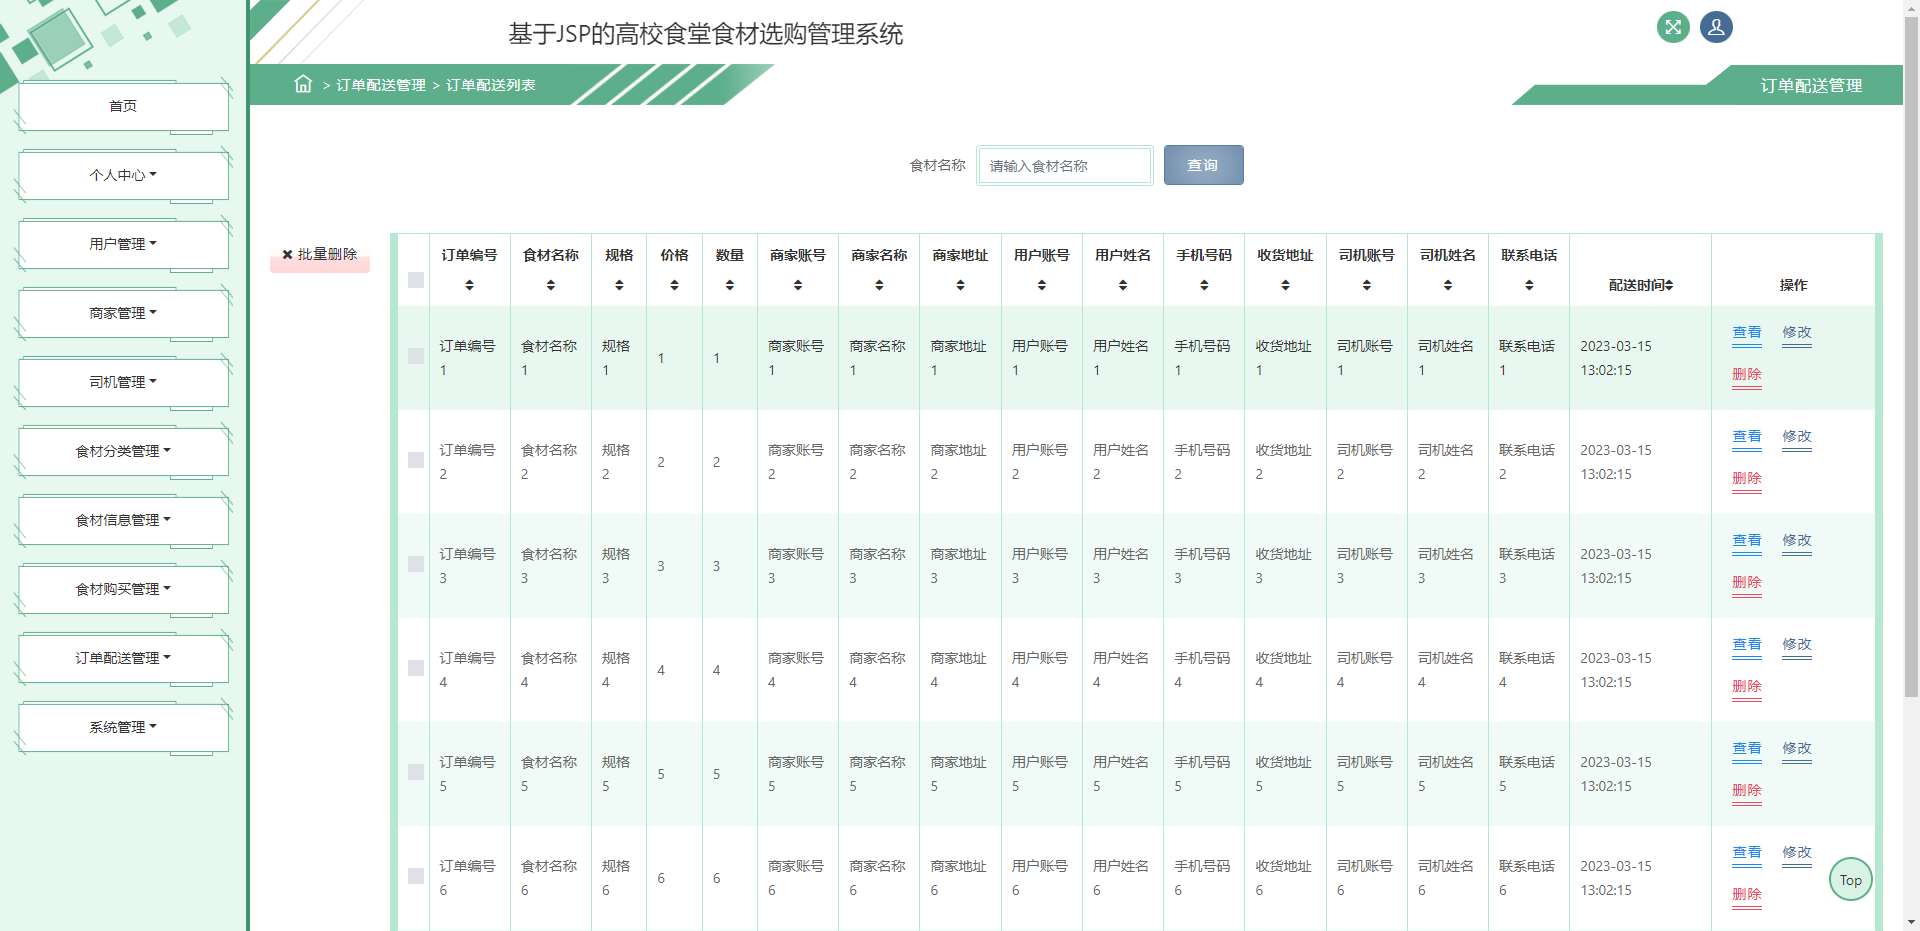 基于JSP的高校食堂食材选购管理系统
> 订单配送管理 > 订单配送列表
订单配送管理
首页
个人中心
用户管理
商家管理
司机管理
食材分类管理
食材信息管理
食材购买管理
订单配送管理
系统管理
食材名称 请输入食材名称 查询
批量删除
订单编号 食材名称 规格 价格 数量 商家账号 商家名称 商家地址 用户账号 用户姓名 手机号码 收货地址 司机账号 司机姓名 联系电话 配送时间 操作
订单编号1 食材名称1 规格1 1 1 商家账号1 商家名称1 商家地址1 用户账号1 用户姓名1 手机号码1 收货地址1 司机账号1 司机姓名1 联系电话1 2023-03-15 13:02:15 查看 修改 删除
订单编号2 食材名称2 规格2 2 2 商家账号2 商家名称2 商家地址2 用户账号2 用户姓名2 手机号码2 收货地址2 司机账号2 司机姓名2 联系电话2 2023-03-15 13:02:15 查看 修改 删除
订单编号3 食材名称3 规格3 3 3 商家账号3 商家名称3 商家地址3 用户账号3 用户姓名3 手机号码3 收货地址3 司机账号3 司机姓名3 联系电话3 2023-03-15 13:02:15 查看 修改 删除
订单编号4 食材名称4 规格4 4 4 商家账号4 商家名称4 商家地址4 用户账号4 用户姓名4 手机号码4 收货地址4 司机账号4 司机姓名4 联系电话4 2023-03-15 13:02:15 查看 修改 删除
订单编号5 食材名称5 规格5 5 5 商家账号5 商家名称5 商家地址5 用户账号5 用户姓名5 手机号码5 收货地址5 司机账号5 司机姓名5 联系电话5 2023-03-15 13:02:15 查看 修改 删除
订单编号6 食材名称6 规格6 6 6 商家账号6 商家名称6 商家地址6 用户账号6 用户姓名6 手机号码6 收货地址6 司机账号6 司机姓名6 联系电话6 2023-03-15 13:02:15 查看 修改 删除
Top